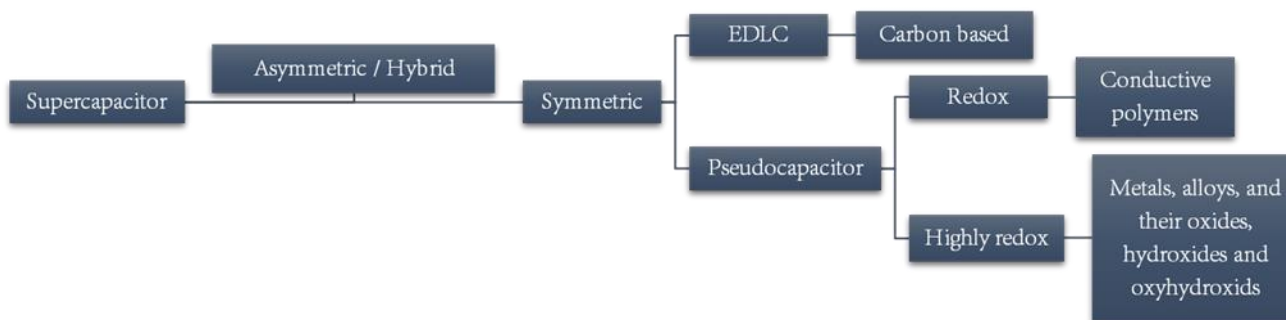 Supercapacitor
Asymmetric / Hybrid
Symmetric
EDLC
Carbon based
Pseudocapacitor
Redox
Conductive
polymers
Highly redox
Metals, alloys, and
their oxides,
hydroxides and
oxyhydroxids